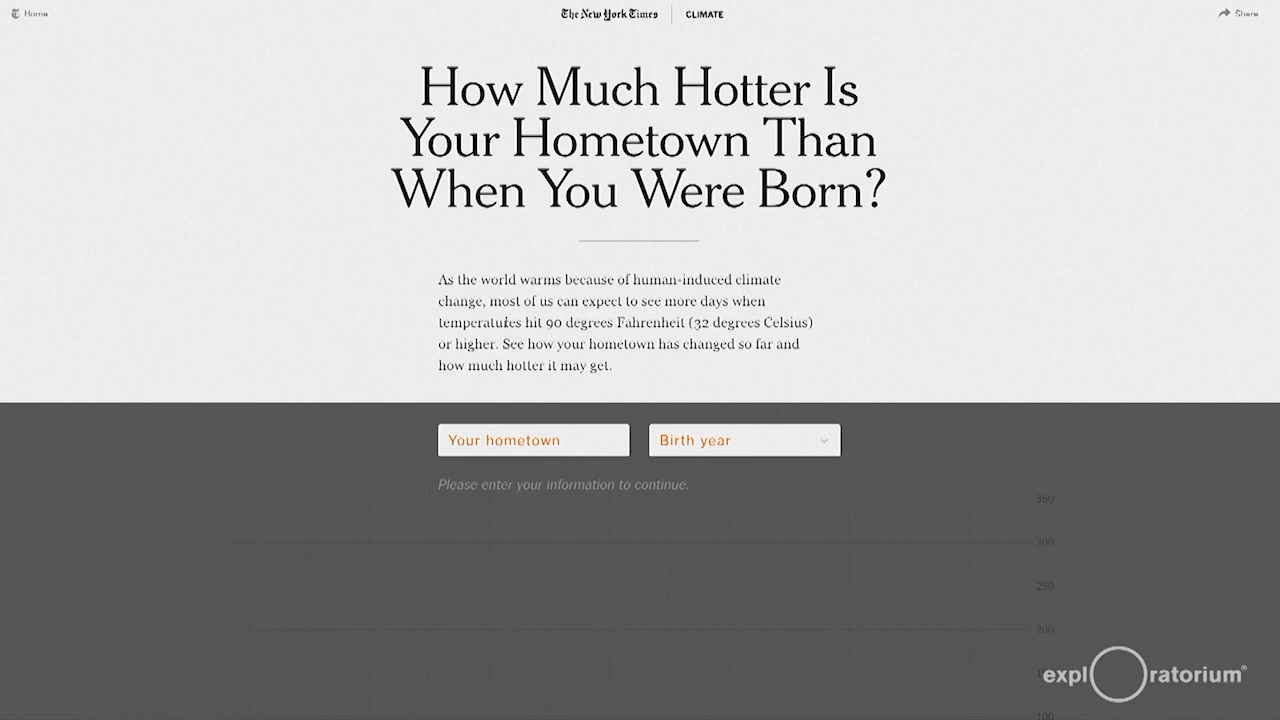 Home
The New York Times
CLIMATE
Share
How Much Hotter Is
Your Hometown Than
When You Were Born?
As the world warms because of human-induced climate
change, most of us can expect to see more days when
temperatures hit 90 degrees Fahrenheit (32 degrees Celsius)
or higher. See how your hometown has changed so far and
how much hotter it may get.
Your hometown
Birth year
Please enter your information to continue.
350
300
250
200
100
exploratorium®